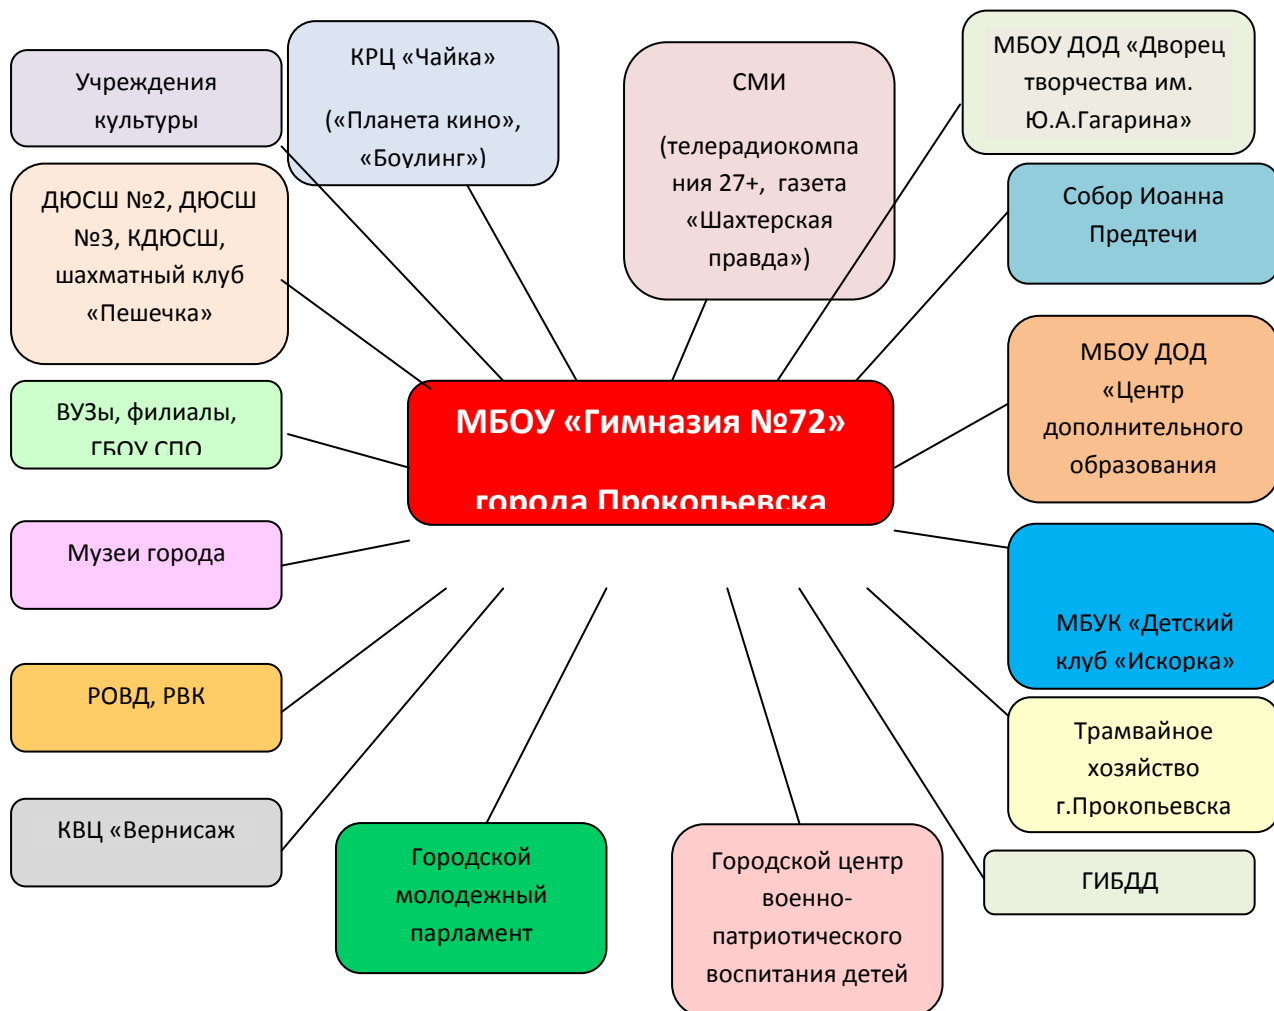 Учреждения
культуры
КРЦ «Чайка»
(«Планета кино»,
«Боулинг»)
СМИ
(телерадиокомпа
ния 27+, газета
«Шахтерская
правда»)
МБОУ ДОД «Дворец
творчества им.
Ю.А.Гагарина»
ДЮСШ №2, ДЮСШ
№3, КДЮСШ,
шахматный клуб
«Пешечка»
Собор Иоанна
Предтечи
ВУЗы, филиалы,
ГБОУ СПО
МБОУ «Гимназия №72»
города Прокопьевска
МБОУ ДОД
«Центр
дополнительного
образования
Музеи города
МБУК «Детский
клуб «Искорка»
РОВД, РВК
Трамвайное
хозяйство
г.Прокопьевска
КВЦ «Вернисаж
Городской
молодежный
парламент
Городской центр
военно-
патриотического
воспитания детей
ГИБДД